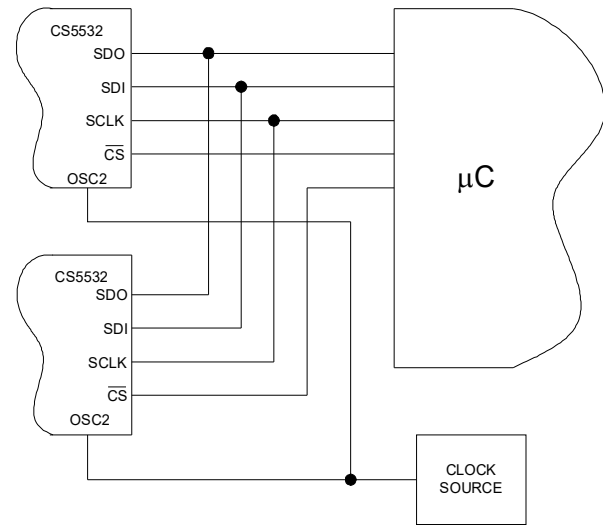 CS5532
SDO
SDI
SCLK
CS
OSC2
μC
CS5532
SDO
SDI
SCLK
CS
OSC2
CLOCK
SOURCE